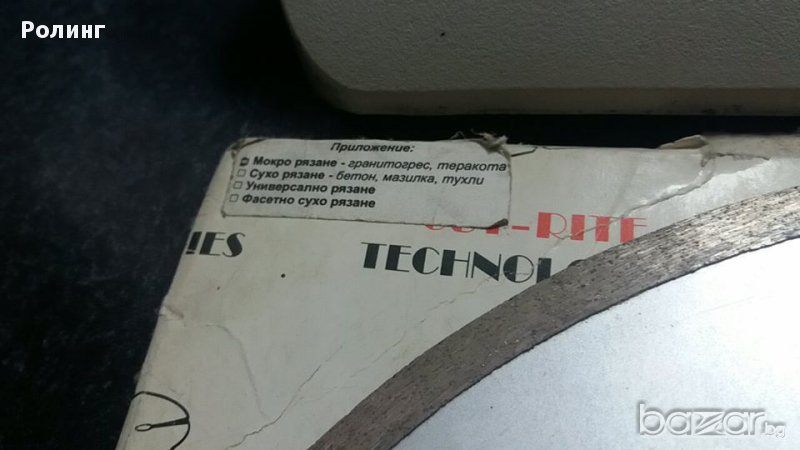 Ролинг
Приложение:
Мокро рязане - гранитогрес, теракота
Сухо рязане - бетон, мазилка, тухли
Универсално рязане
Фасетно сухо рязане
-RITE
IES
TECHNOL
bazar.bg